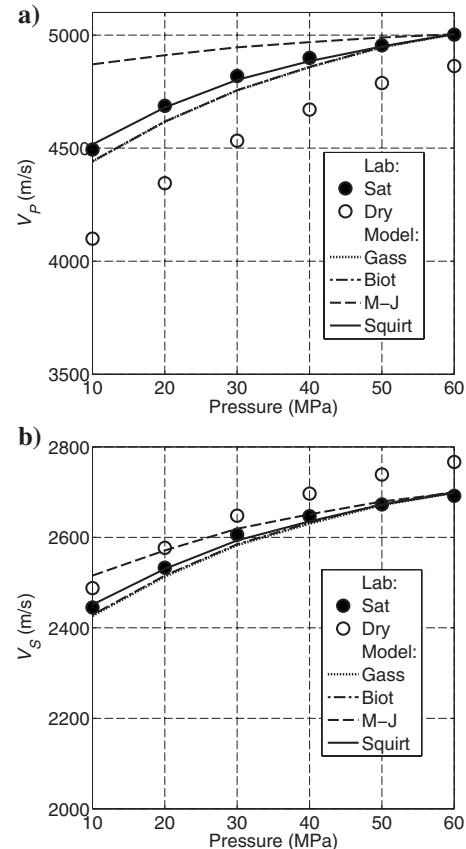 a)
5000
4500
4000
3500
V_P (m/s)
Lab:
Sat
Dry
Model:
Gass
Biot
M–J
Squirt
10 20 30 40 50 60
Pressure (MPa)
b)
2800
2600
2400
2200
2000
V_S (m/s)
Lab:
Sat
Dry
Model:
Gass
Biot
M–J
Squirt
10 20 30 40 50 60
Pressure (MPa)